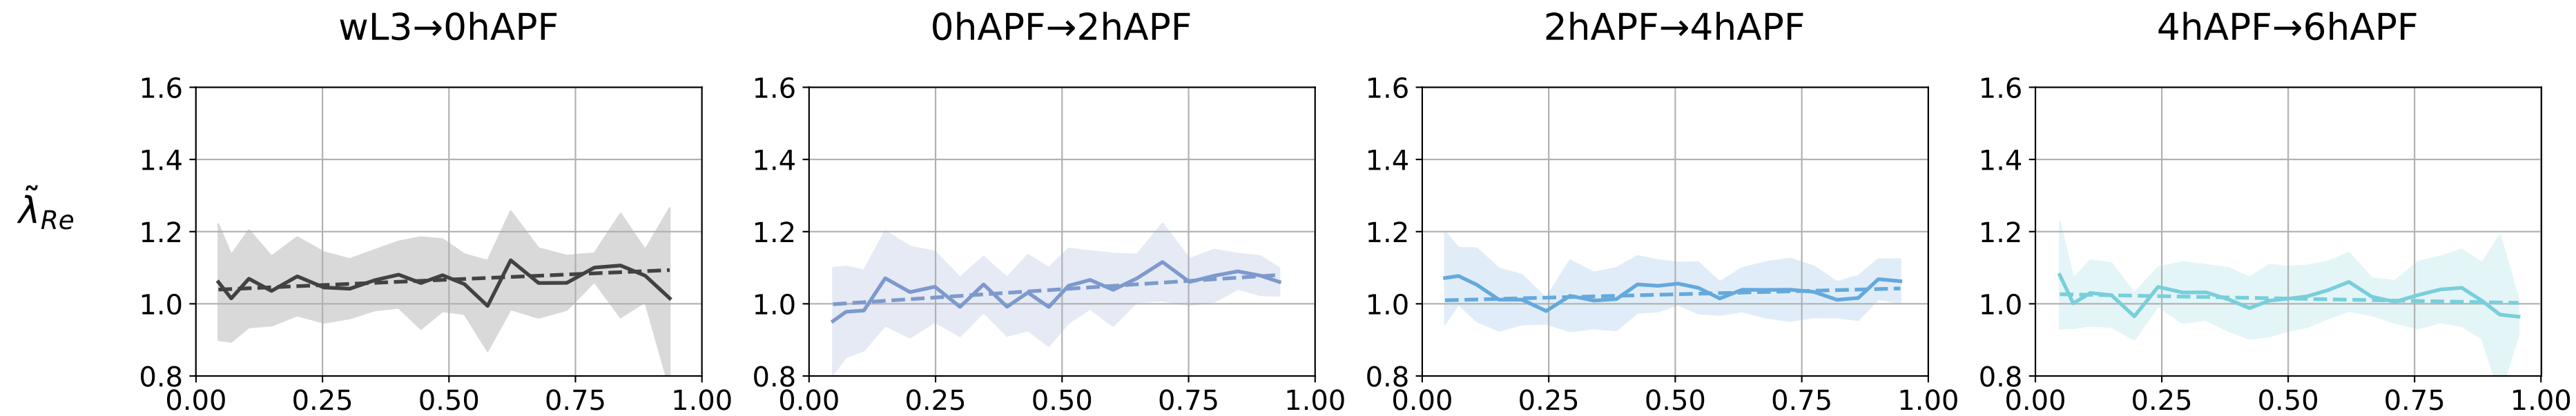 wL3→0hAPF 0hAPF→2hAPF 2hAPF→4hAPF 4hAPF→6hAPF
1.6 1.6 1.6 1.6
1.4 1.4 1.4 1.4
λ̃Re
1.2 1.2 1.2 1.2
1.0 1.0 1.0 1.0
0.8 0.8 0.8 0.8
0.00 0.25 0.50 0.75 1.00 0.00 0.25 0.50 0.75 1.00 0.00 0.25 0.50 0.75 1.00 0.00 0.25 0.50 0.75 1.00